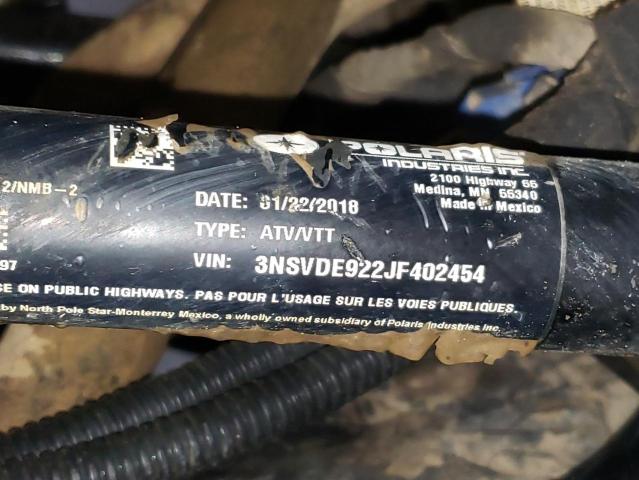 POLARIS
INDUSTRIES INC.
2100 Highway 55
Medina, MN 55340
Made in Mexico
2/NMB-2
DATE: 01/22/2018
TYPE: ATV/VTT
VIN: 3NSVDE922JF402454
97
SE ON PUBLIC HIGHWAYS. PAS POUR L'USAGE SUR LES VOIES PUBLIQUES.
by North Pole Star-Monterrey Mexico, a wholly owned subsidiary of Polaris Industries Inc.